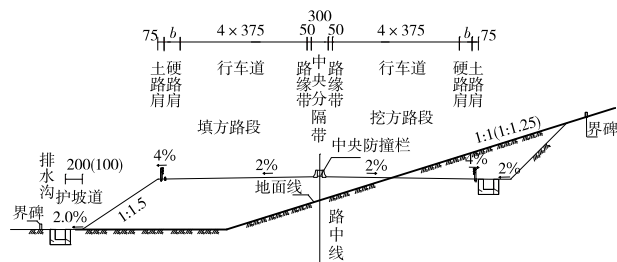 300
75 b 4×375 50 50 4×375 b 75
土路肩
硬路肩
行车道
路缘带
中央分隔带
路缘带
行车道
硬路肩
土路肩
填方路段
挖方路段
1:1(1:1.25)
界碑
排水沟
200(100)
护坡道
4%
2%
中央防撞栏
2%
4%
2%
地面线
界碑
2.0%
1:1.5
路中线